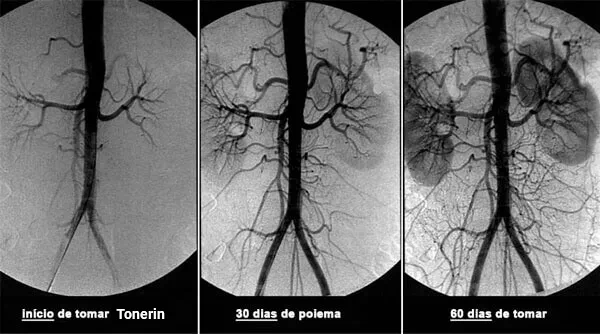 início de tomar Tonerin
30 dias de poiema
60 dias de tomar